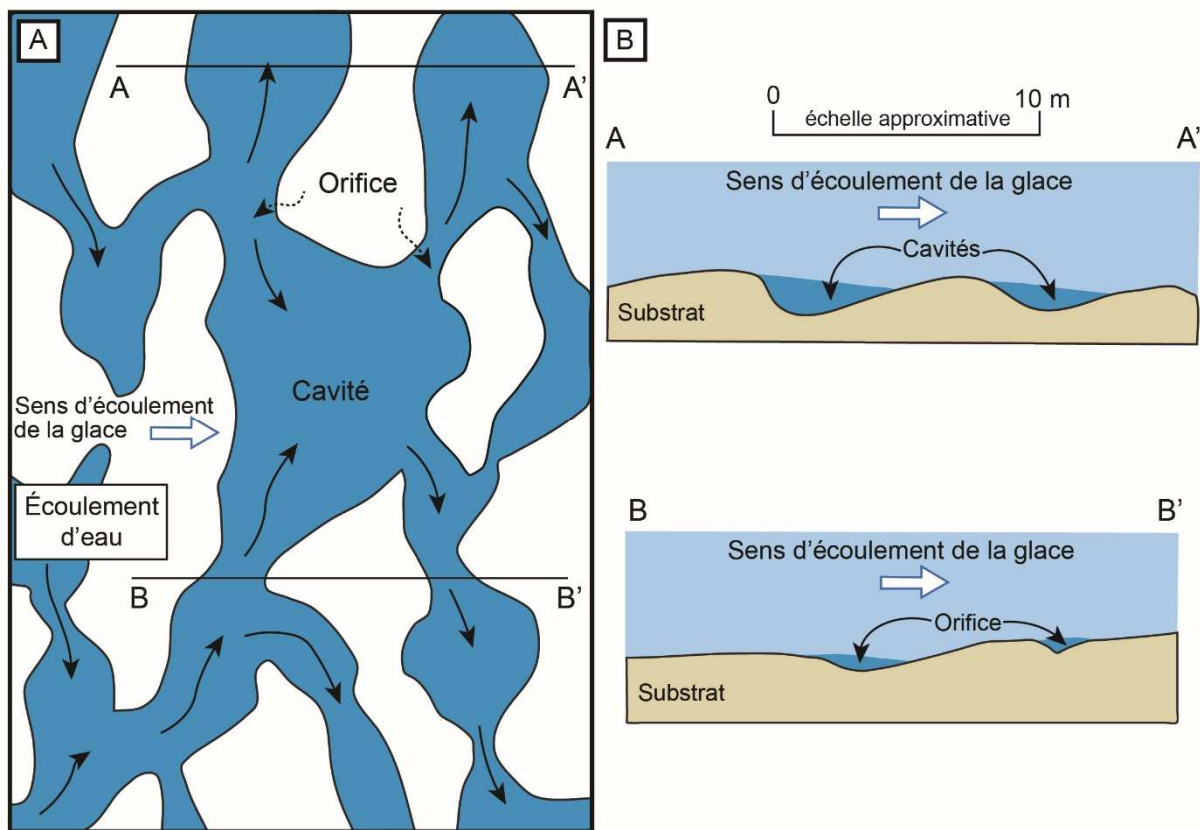 A
A
A'
Orifice
Cavité
Sens d'écoulement
de la glace
Écoulement
d'eau
B
B'
B
0
10 m
échelle approximative
A
A'
Sens d'écoulement de la glace
Cavités
Substrat
B
B'
Sens d'écoulement de la glace
Orifice
Substrat